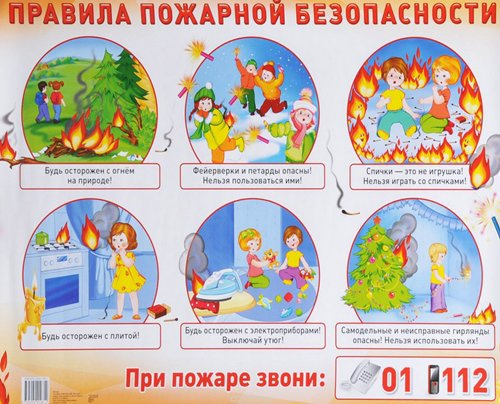 ПРАВИЛА ПОЖАРНОЙ БЕЗОПАСНОСТИ
Будь осторожен с огнём
на природе!
Фейерверки и петарды опасны!
Нельзя пользоваться ими!
Спички — это не игрушка!
Нельзя играть со спичками!
Будь осторожен с плитой!
Будь осторожен с электроприборами!
Выключай утюг!
Самодельные и неисправные гирлянды
опасны! Нельзя использовать их!
При пожаре звони: 01 112